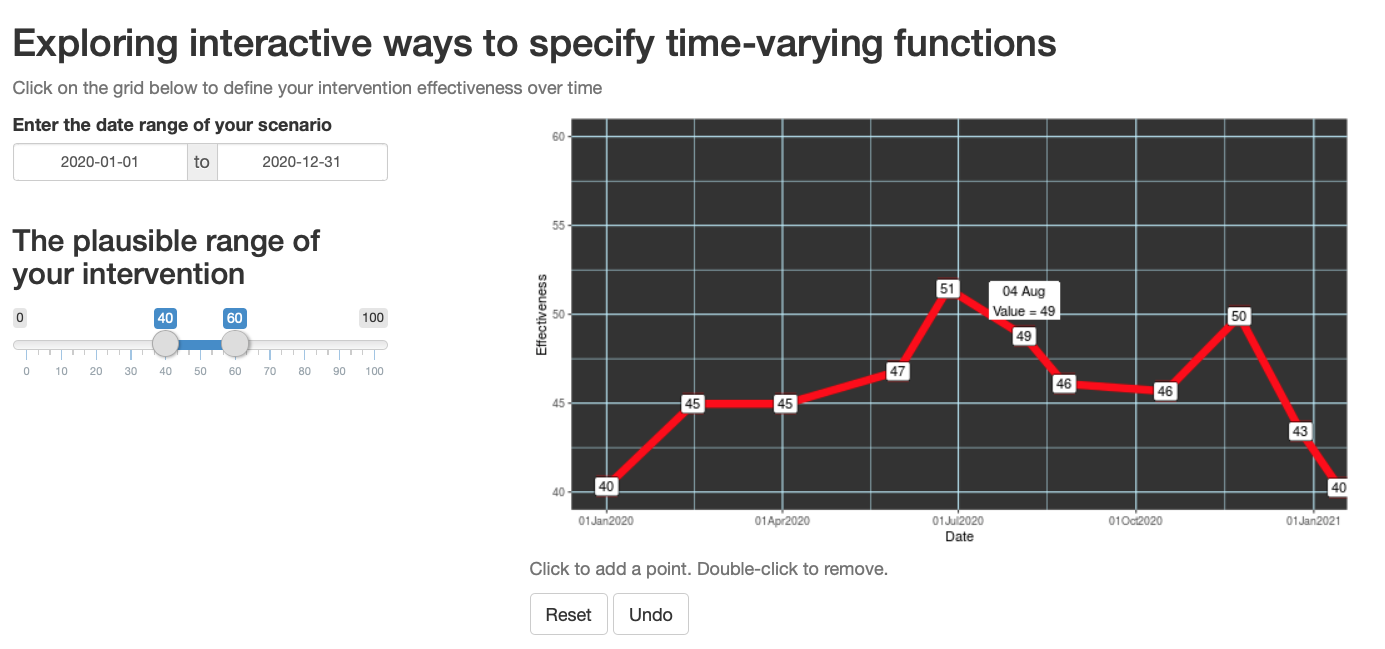 Exploring interactive ways to specify time-varying functions
Click on the grid below to define your intervention effectiveness over time
Enter the date range of your scenario
2020-01-01 to 2020-12-31
The plausible range of
your intervention
0 40 60 100
0 10 20 30 40 50 60 70 80 90 100
Effectiveness
60
55
50
45
40
40
45
45
47
51
04 Aug
Value = 49
49
46
46
50
43
40
01Jan2020 01Apr2020 01Jul2020 01Oct2020 01Jan2021
Date
Click to add a point. Double-click to remove.
Reset Undo